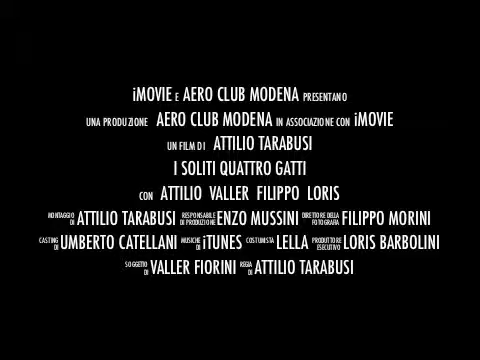 iMOVIE E AERO CLUB MODENA PRESENTANO
UNA PRODUZIONE AERO CLUB MODENA IN ASSOCIAZIONE CON iMOVIE
UN FILM DI ATTILIO TARABUSI
I SOLITI QUATTRO GATTI
CON ATTILIO VALLER FILIPPO LORIS
MONTAGGIO DI ATTILIO TARABUSI RESPONSABILE DI PRODUZIONE ENZO MUSSINI DIRETTORE DELLA FOTOGRAFIA FILIPPO MORINI
CASTING DI UMBERTO CATELLANI MUSICHE DI iTUNES COSTUMISTA LELLA PRODUTTORE ESECUTIVO LORIS BARBOLINI
SOGGETTO DI VALLER FIORINI REGIA DI ATTILIO TARABUSI